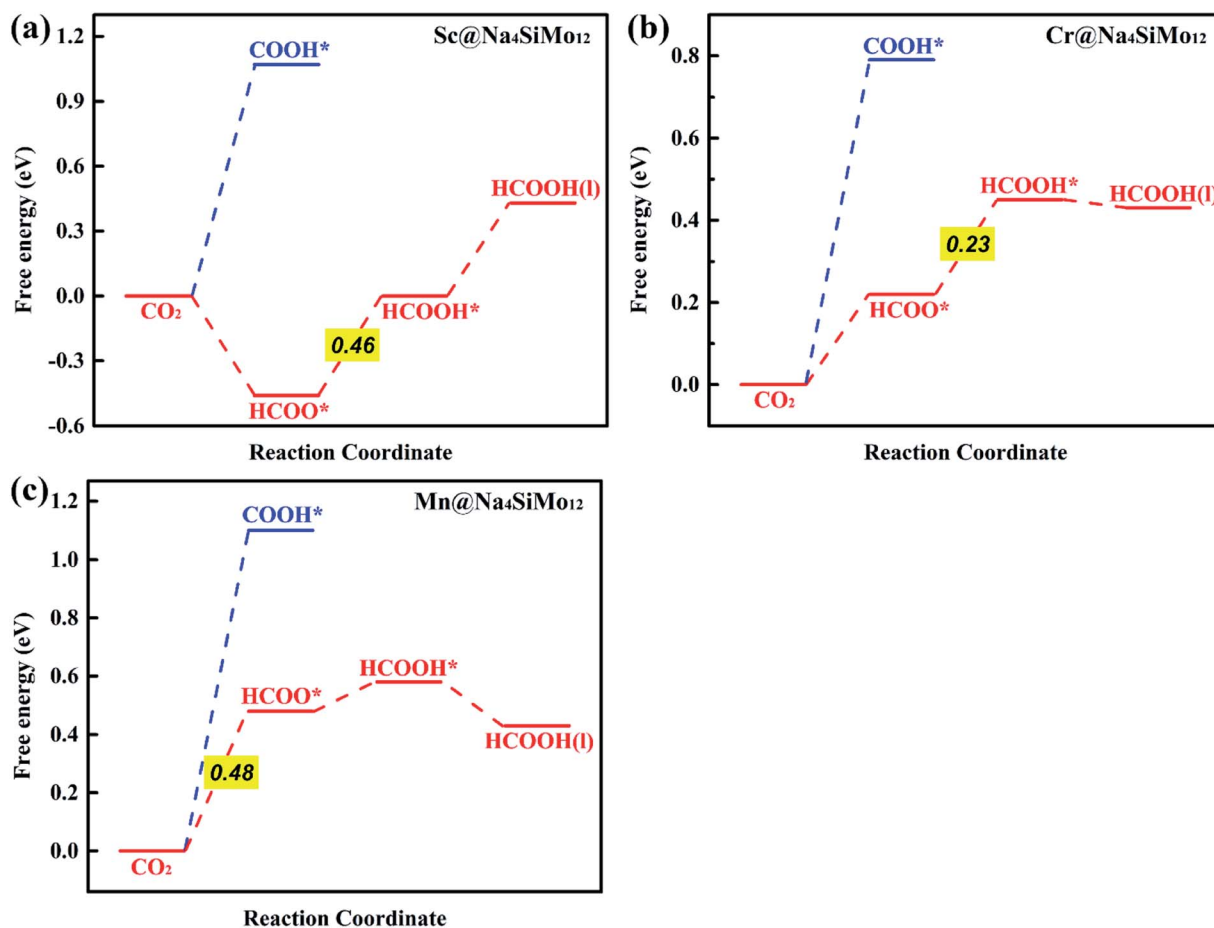 (a)
Sc@Na₄SiMo₁₂
1.2
0.9
0.6
0.3
0.0
-0.3
-0.6
Free energy (eV)
COOH*
CO₂
HCOO*
0.46
HCOOH*
HCOOH(l)
Reaction Coordinate
(b)
Cr@Na₄SiMo₁₂
0.8
0.6
0.4
0.2
0.0
Free energy (eV)
COOH*
CO₂
HCOO*
0.23
HCOOH*
HCOOH(l)
Reaction Coordinate
(c)
Mn@Na₄SiMo₁₂
1.2
1.0
0.8
0.6
0.4
0.2
0.0
Free energy (eV)
COOH*
CO₂
0.48
HCOO*
HCOOH*
HCOOH(l)
Reaction Coordinate